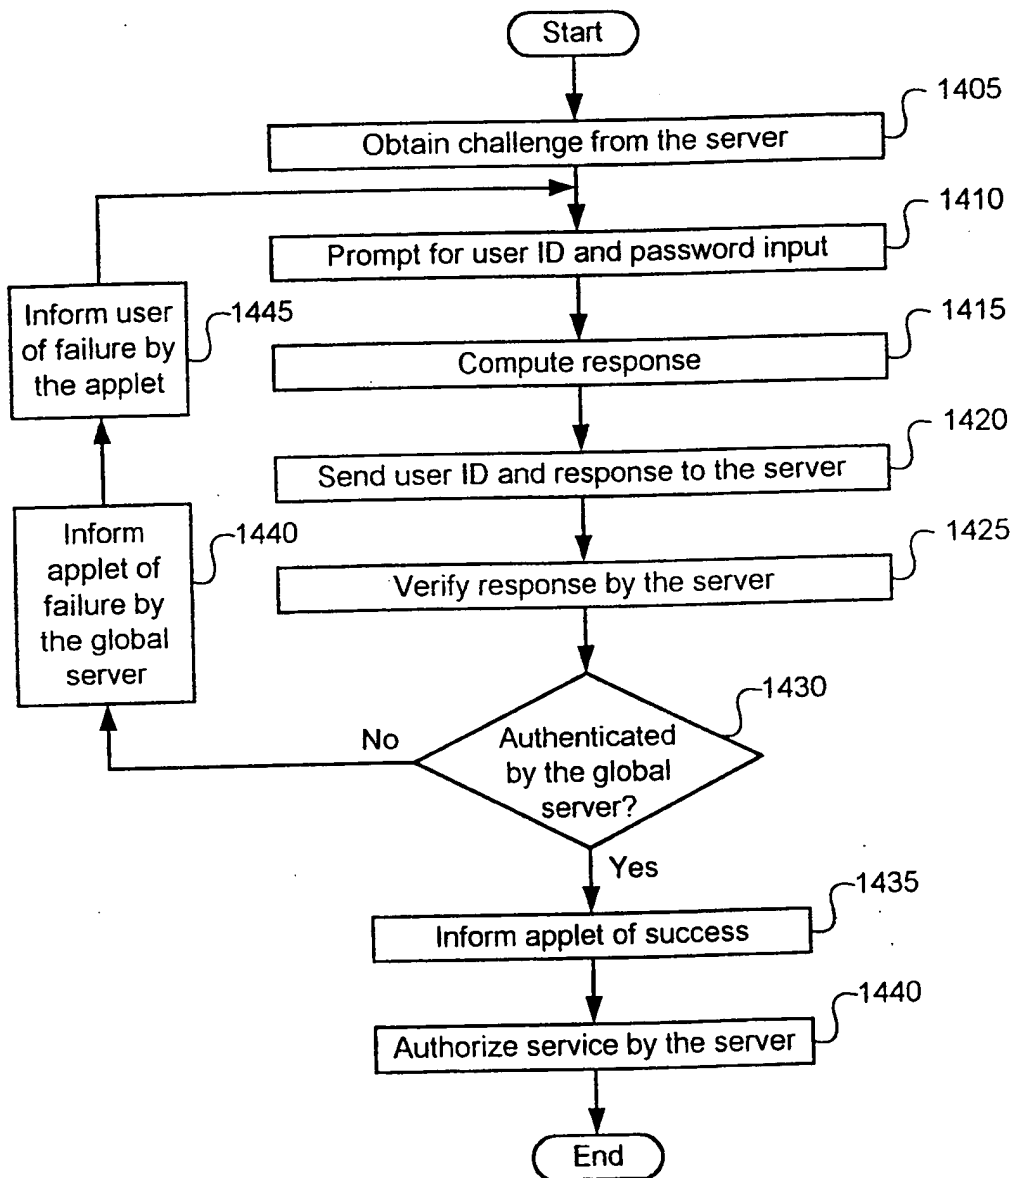 Start
1405
Obtain challenge from the server
1410
Prompt for user ID and password input
Inform user
of failure by
the applet
1445
1415
Compute response
1420
Send user ID and response to the server
Inform
applet of
failure by
the global
server
1440
1425
Verify response by the server
1430
No
Authenticated
by the global
server?
Yes
1435
Inform applet of success
1440
Authorize service by the server
End